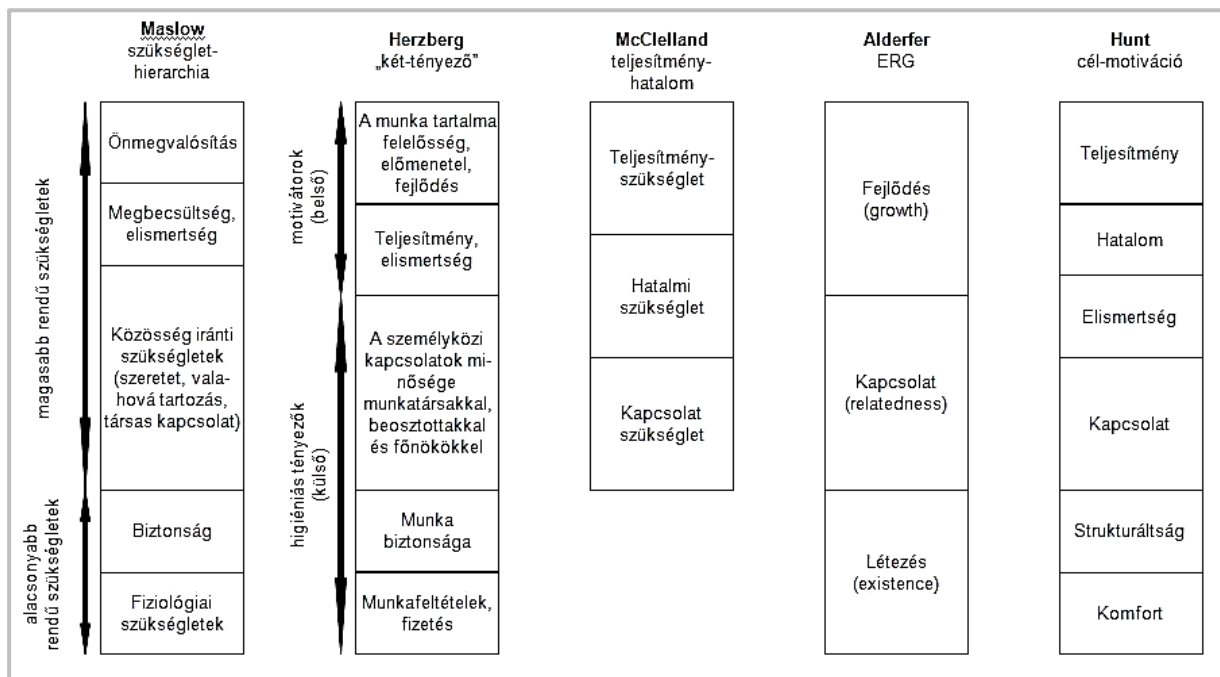 Maslow
szükséglet-
hierarchia
magasabb rendű szükségletek
alacsonyabb
rendű szükségletek
Önmegvalósítás
Megbecsültség,
elismertség
Közösség iránti
szükségletek
(szeretet, vala-
hová tartozás,
társas kapcsolat)
Biztonság
Fiziológiai
szükségletek
Herzberg
„két-tényező”
motivátorok
(belső)
higiéniás tényezők
(külső)
A munka tartalma
felelősség,
előmenetel,
fejlődés
Teljesítmény,
elismertség
A személyközi
kapcsolatok mi-
nősége
munkatársakkal,
beosztottakkal
és főnökökkel
Munka
biztonsága
Munkafeltételek,
fizetés
McClelland
teljesítmény-
hatalom
Teljesítmény-
szükséglet
Hatalmi
szükséglet
Kapcsolat
szükséglet
Alderfer
ERG
Fejlődés
(growth)
Kapcsolat
(relatedness)
Létezés
(existence)
Hunt
cél-motiváció
Teljesítmény
Hatalom
Elismertség
Kapcsolat
Strukturáltság
Komfort